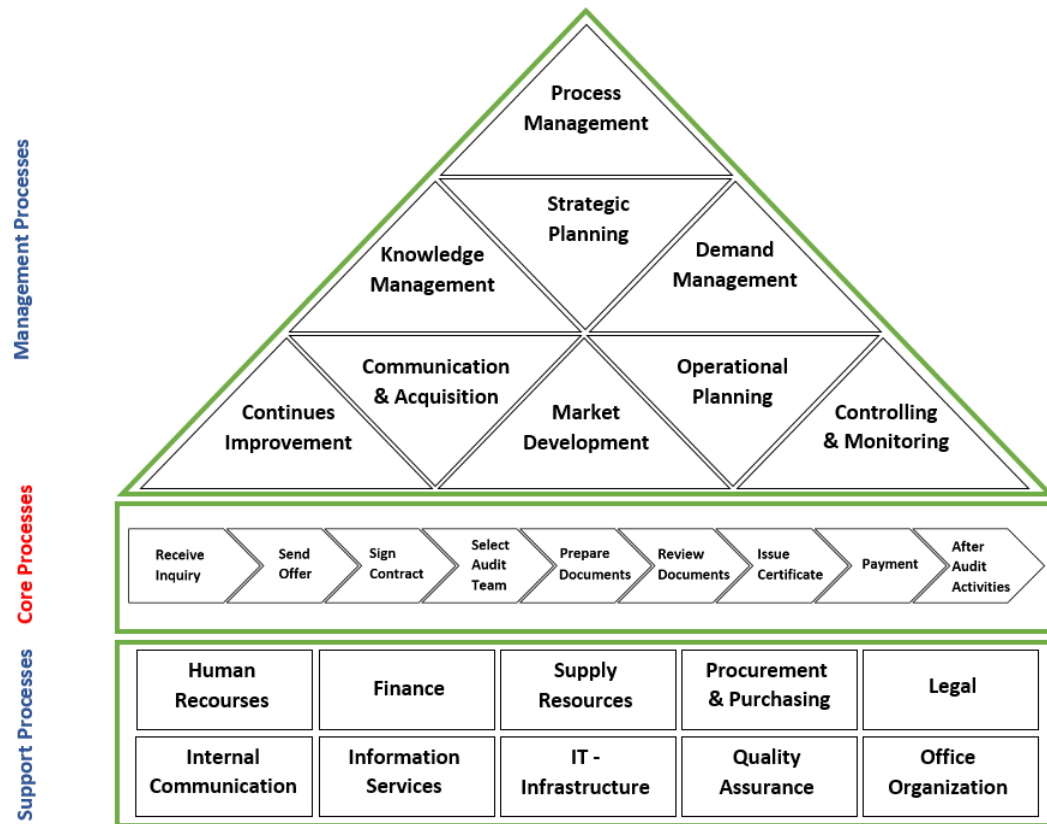 Management Processes
Process
Management
Strategic
Planning
Knowledge
Management
Demand
Management
Communication
& Acquisition
Operational
Planning
Continues
Improvement
Market
Development
Controlling
& Monitoring
Core Processes
Receive
Inquiry
Send
Offer
Sign
Contract
Select
Audit
Team
Prepare
Documents
Review
Documents
Issue
Certificate
Payment
After
Audit
Activities
Support Processes
Human
Recourses
Finance
Supply
Resources
Procurement
& Purchasing
Legal
Internal
Communication
Information
Services
IT -
Infrastructure
Quality
Assurance
Office
Organization